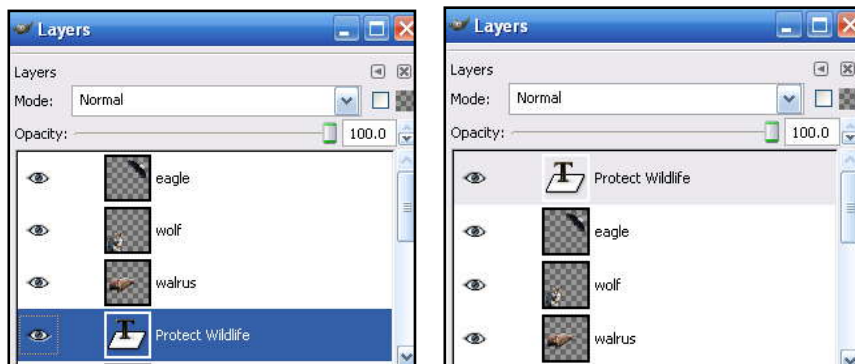 Layers
Layers
Mode: Normal
Opacity: 100.0
eagle
wolf
walrus
T Protect Wildlife
Layers
Layers
Mode: Normal
Opacity: 100.0
T Protect Wildlife
eagle
wolf
walrus